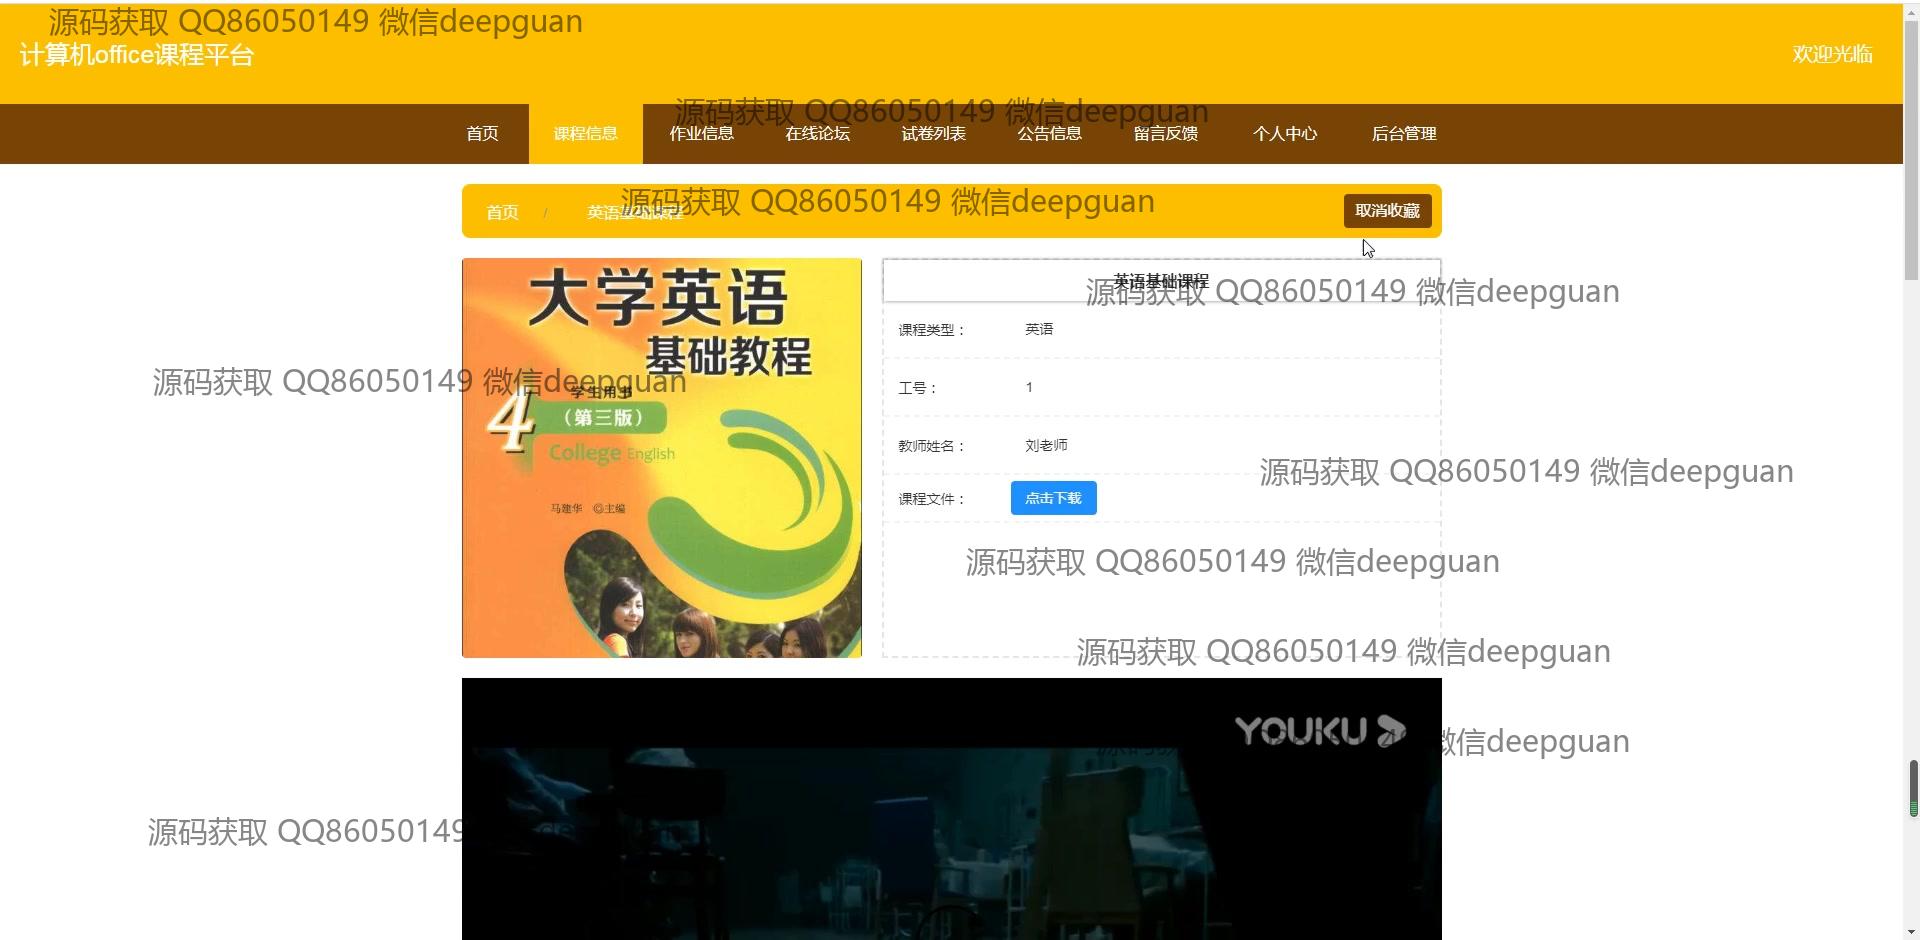 源码获取 QQ86050149 微信deepguan
计算机office课程平台
欢迎光临
源码获取 QQ86050149 微信deepguan
首页 课程信息 作业信息 在线论坛 试卷列表 公告信息 留言反馈 个人中心 后台管理
源码获取 QQ86050149 微信deepguan
首页 / 英语基础课程
取消收藏
大学英语
基础教程
学生用书
4
（第三版）
College English
马建华 ◎主编
英语基础课程
源码获取 QQ86050149 微信deepguan
课程类型： 英语
源码获取 QQ86050149 微信deepguan
工号： 1
教师姓名： 刘老师
源码获取 QQ86050149 微信deepguan
课程文件： 点击下载
源码获取 QQ86050149 微信deepguan
源码获取 QQ86050149 微信deepguan
YOUKU
微信deepguan
源码获取 QQ86050149